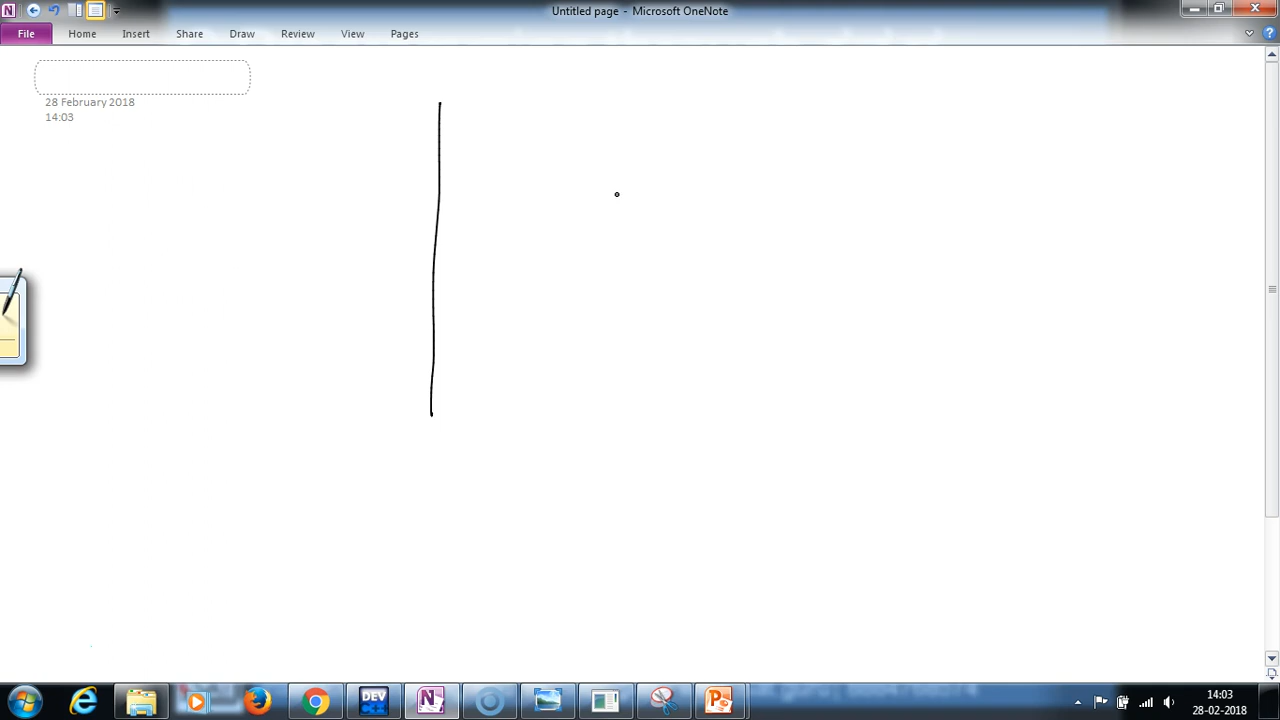 Untitled page - Microsoft OneNote
File Home Insert Share Draw Review View Pages
28 February 2018
14:03
DEV
14:03
28-02-2018